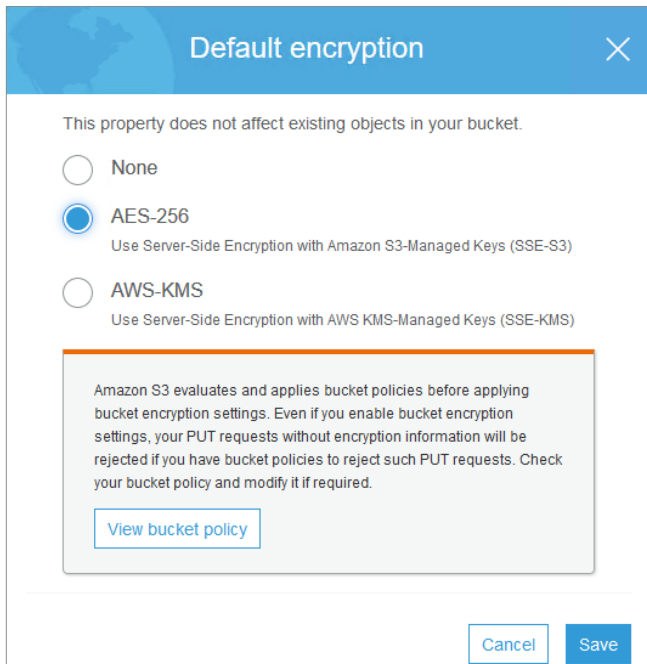 Default encryption
This property does not affect existing objects in your bucket.
None
AES-256
Use Server-Side Encryption with Amazon S3-Managed Keys (SSE-S3)
AWS-KMS
Use Server-Side Encryption with AWS KMS-Managed Keys (SSE-KMS)
Amazon S3 evaluates and applies bucket policies before applying
bucket encryption settings. Even if you enable bucket encryption
settings, your PUT requests without encryption information will be
rejected if you have bucket policies to reject such PUT requests. Check
your bucket policy and modify it if required.
View bucket policy
Cancel
Save